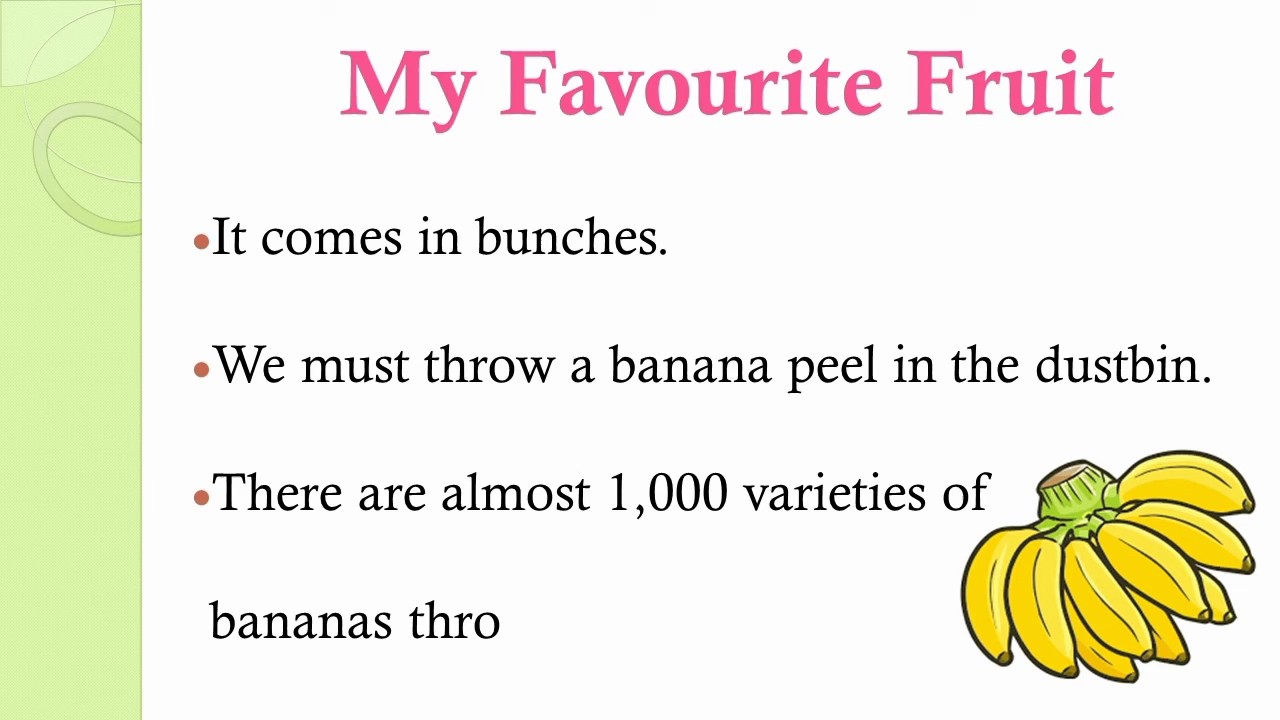 My Favourite Fruit
•It comes in bunches.
•We must throw a banana peel in the dustbin.
•There are almost 1,000 varieties of
bananas thro